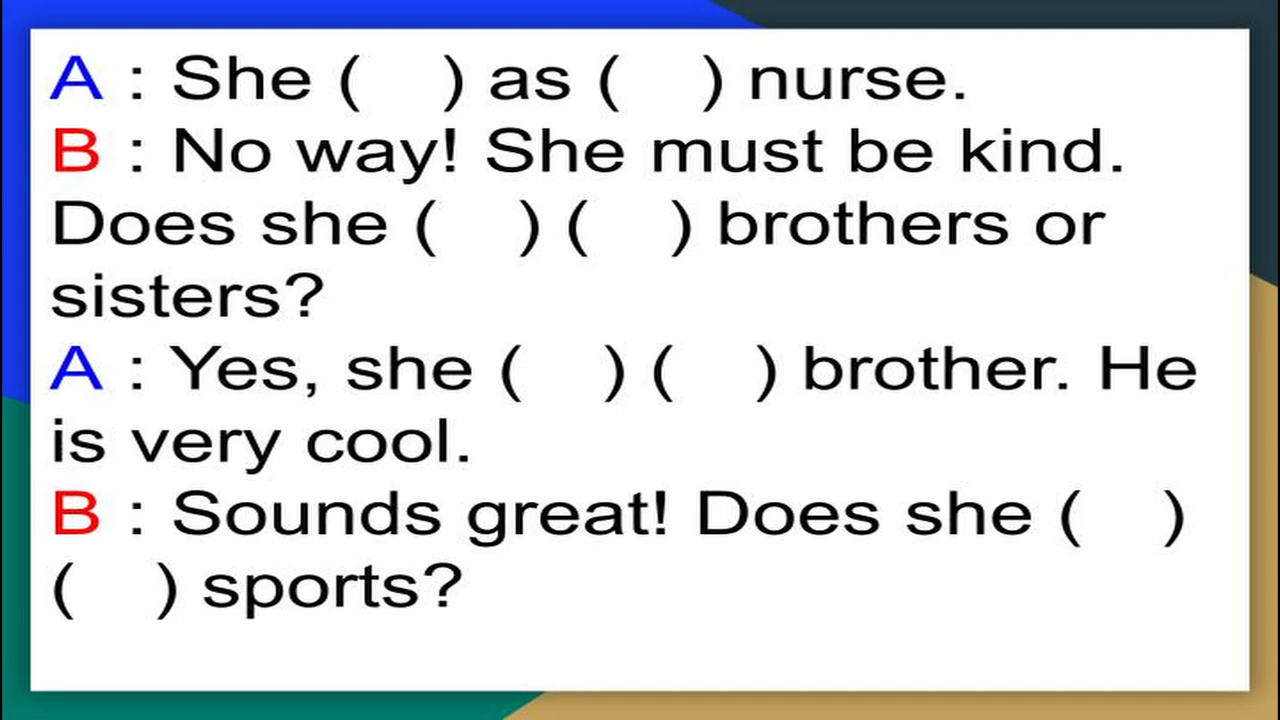 A : She (   ) as (   ) nurse.
B : No way! She must be kind.
Does she (   ) (   ) brothers or
sisters?
A : Yes, she (   ) (   ) brother. He
is very cool.
B : Sounds great! Does she (   )
(   ) sports?